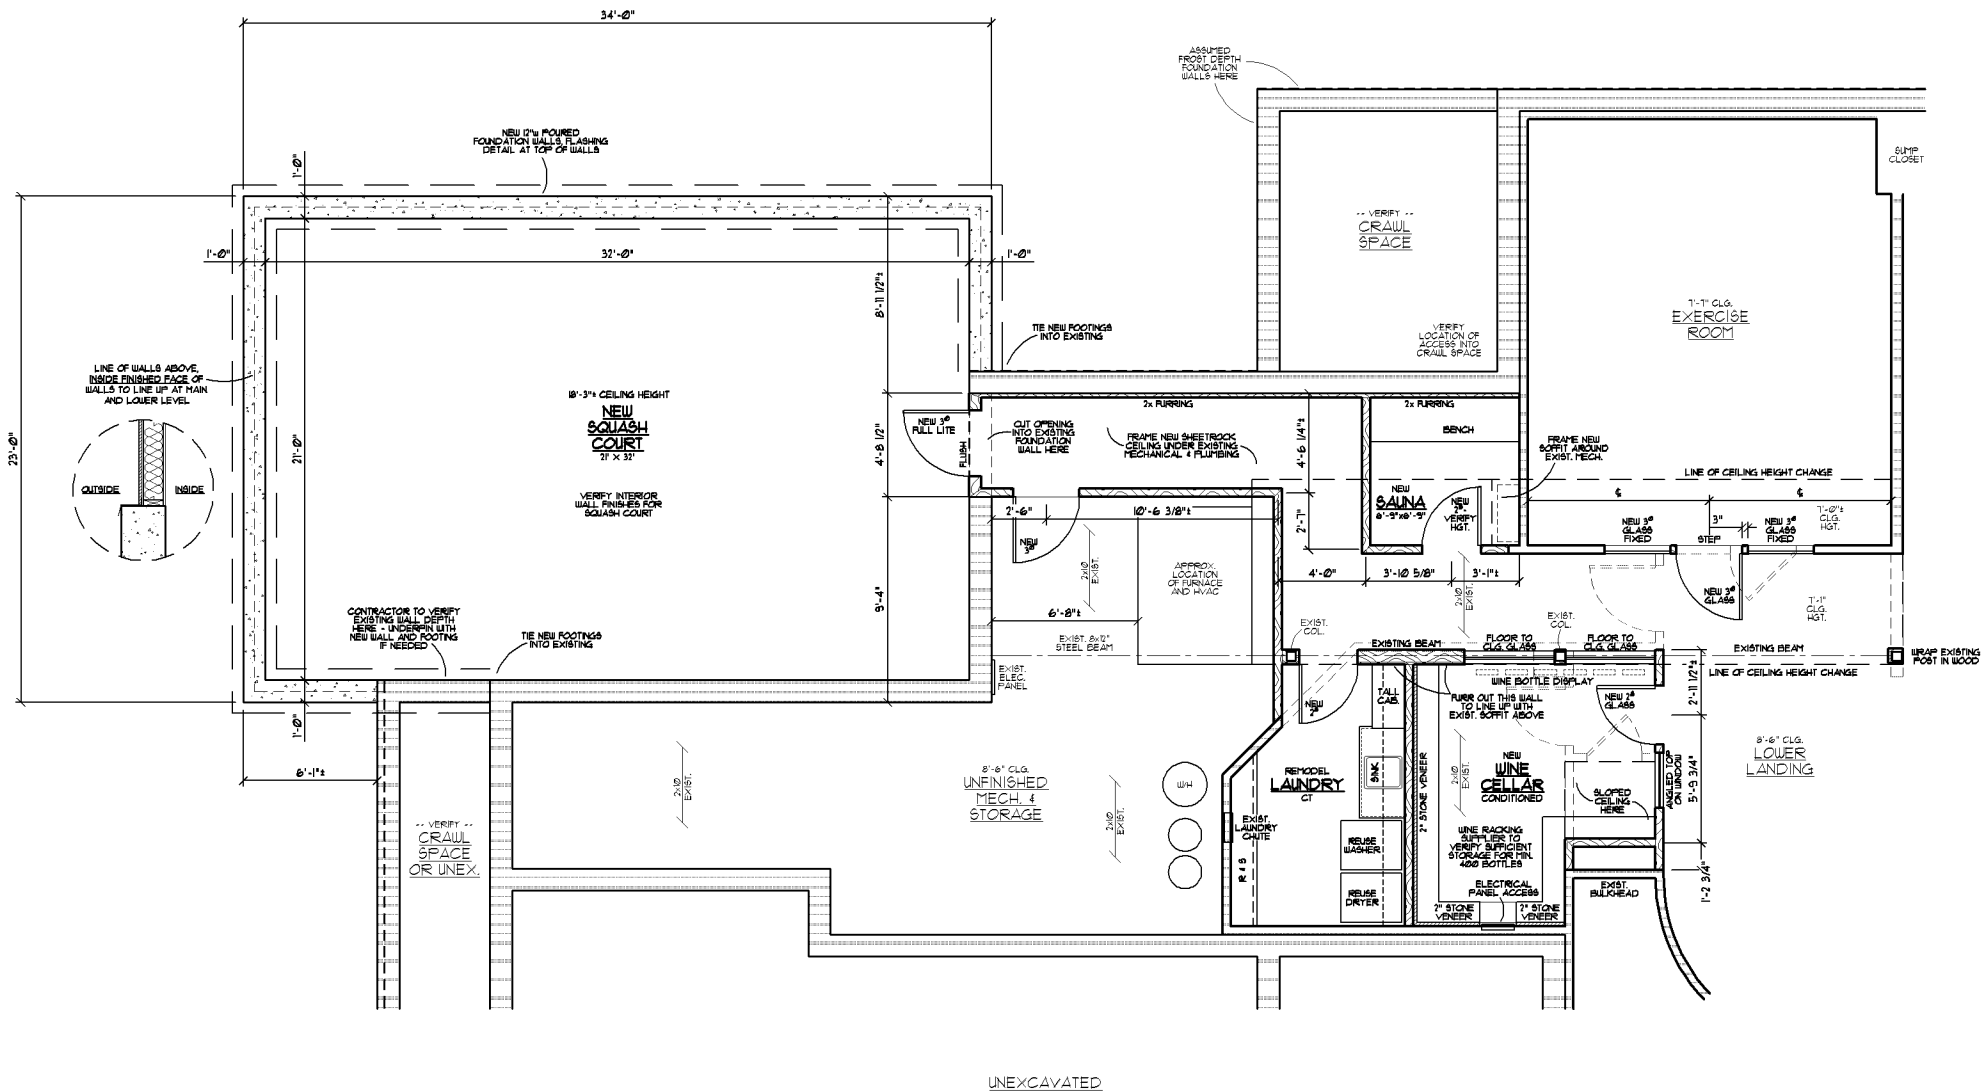 34'-0"
ASSUMED
FROST DEPTH
FOUNDATION
WALLS HERE
NEW 12"w POURED
FOUNDATION WALLS, FLASHING
DETAIL AT TOP OF WALLS
1'-0"
SUMP
CLOSET
-- VERIFY --
CRAWL
SPACE
1'-0"
32'-0"
1'-0"
8'-11 1/2"±
7'-7" CLG.
EXERCISE
ROOM
TIE NEW FOOTINGS
INTO EXISTING
VERIFY
LOCATION OF
ACCESS INTO
CRAWL SPACE
LINE OF WALLS ABOVE,
INSIDE FINISHED FACE OF
WALLS TO LINE UP AT MAIN
AND LOWER LEVEL
OUTSIDE
INSIDE
23'-0"
21'-0"
10'-3"± CEILING HEIGHT
NEW
SQUASH
COURT
21' X 32'
VERIFY INTERIOR
WALL FINISHES FOR
SQUASH COURT
4'-8 1/2"
NEW 3⁰
FULL LITE
FLUSH
CUT OPENING
INTO EXISTING
FOUNDATION
WALL HERE
2x FURRING
FRAME NEW SHEETROCK
CEILING UNDER EXISTING
MECHANICAL & PLUMBING
4'-6 1/4"±
2x FURRING
BENCH
FRAME NEW
SOFFIT AROUND
EXIST. MECH.
LINE OF CEILING HEIGHT CHANGE
NEW
SAUNA
6'-9"x6'-9"
VERIFY
HGT.
2'-6"
10'-6 3/8"±
2'-7"
NEW
3⁰
NEW 3⁰
GLASS
FIXED
3"
STEP
NEW 3⁰
GLASS
FIXED
7'-0"±
CLG.
HGT.
4'-0"
3'-10 5/8"
3'-1"±
2x10
EXIST.
APPROX.
LOCATION
OF FURNACE
AND HVAC
2x10
EXIST.
NEW 3⁰
GLASS
7'-7"
CLG.
HGT.
9'-4"
6'-8"±
CONTRACTOR TO VERIFY
EXISTING WALL DEPTH
HERE - UNDERPIN WITH
NEW WALL AND FOOTING
IF NEEDED
TIE NEW FOOTINGS
INTO EXISTING
EXIST. 8x12"
STEEL BEAM
EXIST.
ELEC.
PANEL
EXIST.
COL.
EXISTING BEAM
FLOOR TO
CLG. GLASS
EXIST.
COL.
FLOOR TO
CLG. GLASS
EXISTING BEAM
WRAP EXISTING
POST IN WOOD
LINE OF CEILING HEIGHT CHANGE
WINE BOTTLE DISPLAY
TALL
CAB.
FURR OUT THIS WALL
TO LINE UP WITH
EXIST. SOFFIT ABOVE
NEW 2⁸
GLASS
2'-11 1/2"±
1'-0"
6'-1"±
2x10
EXIST.
8'-6" CLG.
UNFINISHED
MECH. &
STORAGE
2x10
EXIST.
W/H
REMODEL
LAUNDRY
CT
SINK
2" STONE VENEER
2x10
EXIST.
NEW
WINE
CELLAR
CONDITIONED
SLOPED
CEILING
HERE
ANGLED TOP
ON WINDOW
5'-9 3/4"
8'-6" CLG.
LOWER
LANDING
-- VERIFY --
CRAWL
SPACE
OR UNEX.
EXIST.
LAUNDRY
CHUTE
R & S
REUSE
WASHER
REUSE
DRYER
WINE RACKING
SUPPLIER TO
VERIFY SUFFICIENT
STORAGE FOR MIN.
400 BOTTLES
ELECTRICAL
PANEL ACCESS
2" STONE
VENEER
2" STONE
VENEER
EXIST.
BULKHEAD
1'-2 3/4"
UNEXCAVATED